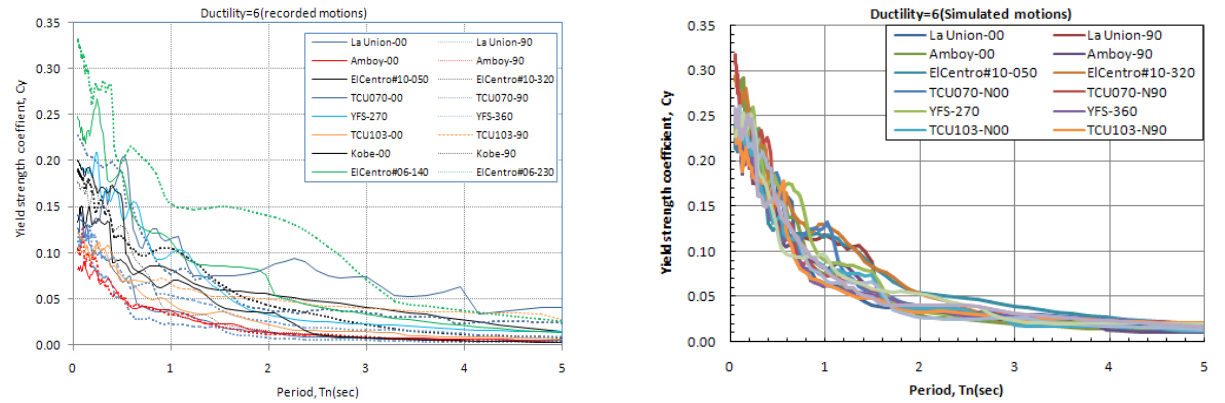 Ductility=6(recorded motions)
Yield strength coefficient, Cy
0.35
0.30
0.25
0.20
0.15
0.10
0.05
0.00
La Union-00 La Union-90
Amboy-00 Amboy-90
ElCentro#10-050 ElCentro#10-320
TCU070-00 TCU070-90
YFS-270 YFS-360
TCU103-00 TCU103-90
Kobe-00 Kobe-90
ElCentro#06-140 ElCentro#06-230
0 1 2 3 4 5
Period, Tn(sec)
Ductility=6(Simulated motions)
Yield strength coefficient, Cy
0.35
0.30
0.25
0.20
0.15
0.10
0.05
0.00
La Union-00 La Union-90
Amboy-00 Amboy-90
ElCentro#10-050 ElCentro#10-320
TCU070-N00 TCU070-N90
YFS-270 YFS-360
TCU103-N00 TCU103-N90
0 1 2 3 4 5
Period, Tn(sec)